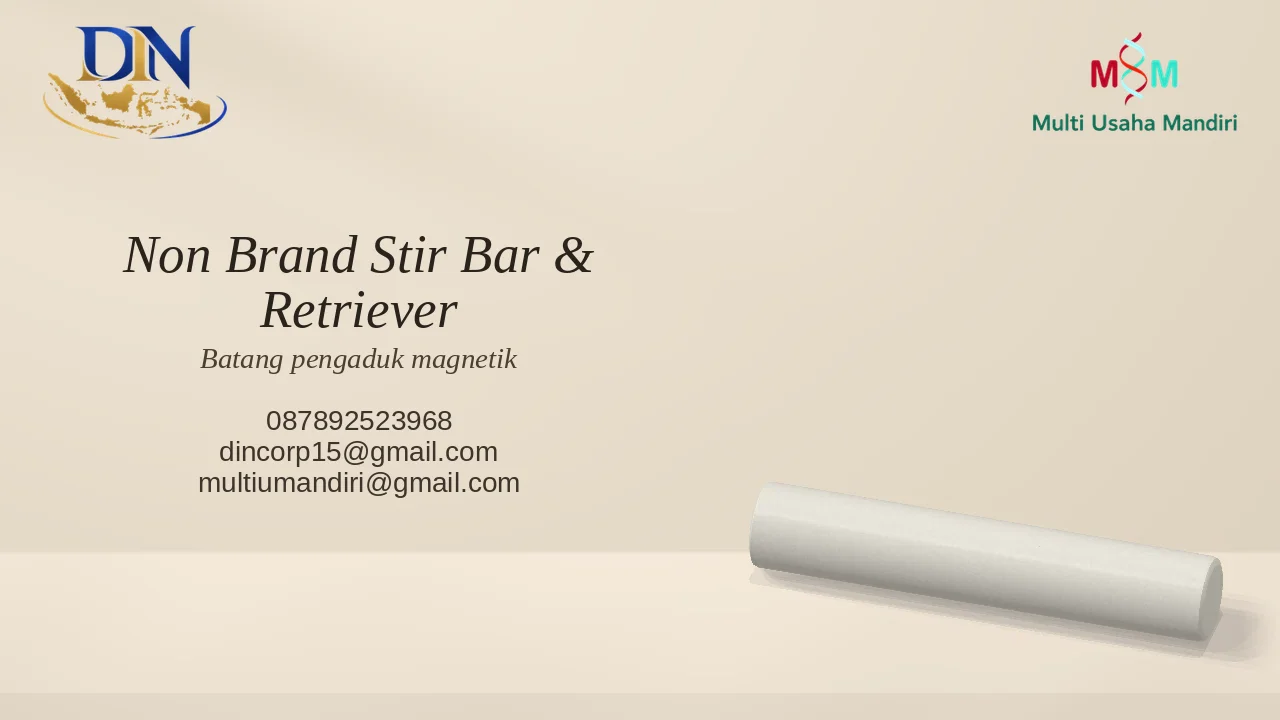 DIN
MSM
Multi Usaha Mandiri
Non Brand Stir Bar &
Retriever
Batang pengaduk magnetik
087892523968
dincorp15@gmail.com
multiumandiri@gmail.com